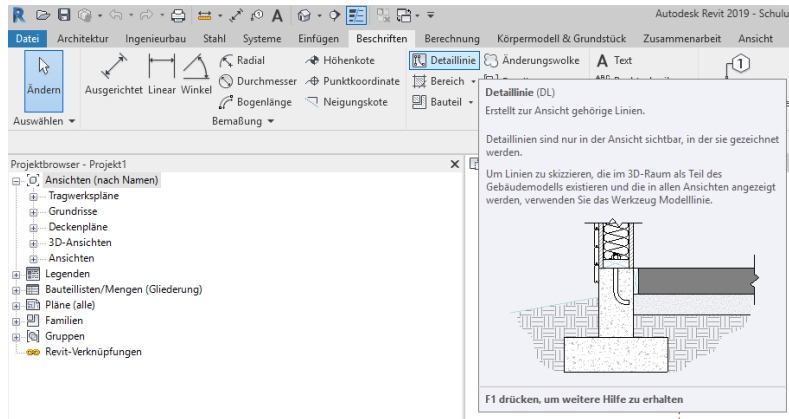 Autodesk Revit 2019 - Schulu
Datei Architektur Ingenieurbau Stahl Systeme Einfügen Beschriften Berechnung Körpermodell & Grundstück Zusammenarbeit Ansicht
Ändern
Ausgerichtet Linear Winkel
Radial
Durchmesser
Bogenlänge
Höhenkote
Punktkoordinate
Neigungskote
Detaillinie
Bereich
Bauteil
Änderungswolke
A Text
ABC
1
Auswählen
Bemaßung
Detaillinie (DL)
Erstellt zur Ansicht gehörige Linien.
Detaillinien sind nur in der Ansicht sichtbar, in der sie gezeichnet
werden.
Um Linien zu skizzieren, die im 3D-Raum als Teil des
Gebäudemodells existieren und die in allen Ansichten angezeigt
werden, verwenden Sie das Werkzeug Modelllinie.
F1 drücken, um weitere Hilfe zu erhalten
Projektbrowser - Projekt1
Ansichten (nach Namen)
Tragwerkspläne
Grundrisse
Deckenpläne
3D-Ansichten
Ansichten
Legenden
Bauteillisten/Mengen (Gliederung)
Pläne (alle)
Familien
Gruppen
Revit-Verknüpfungen